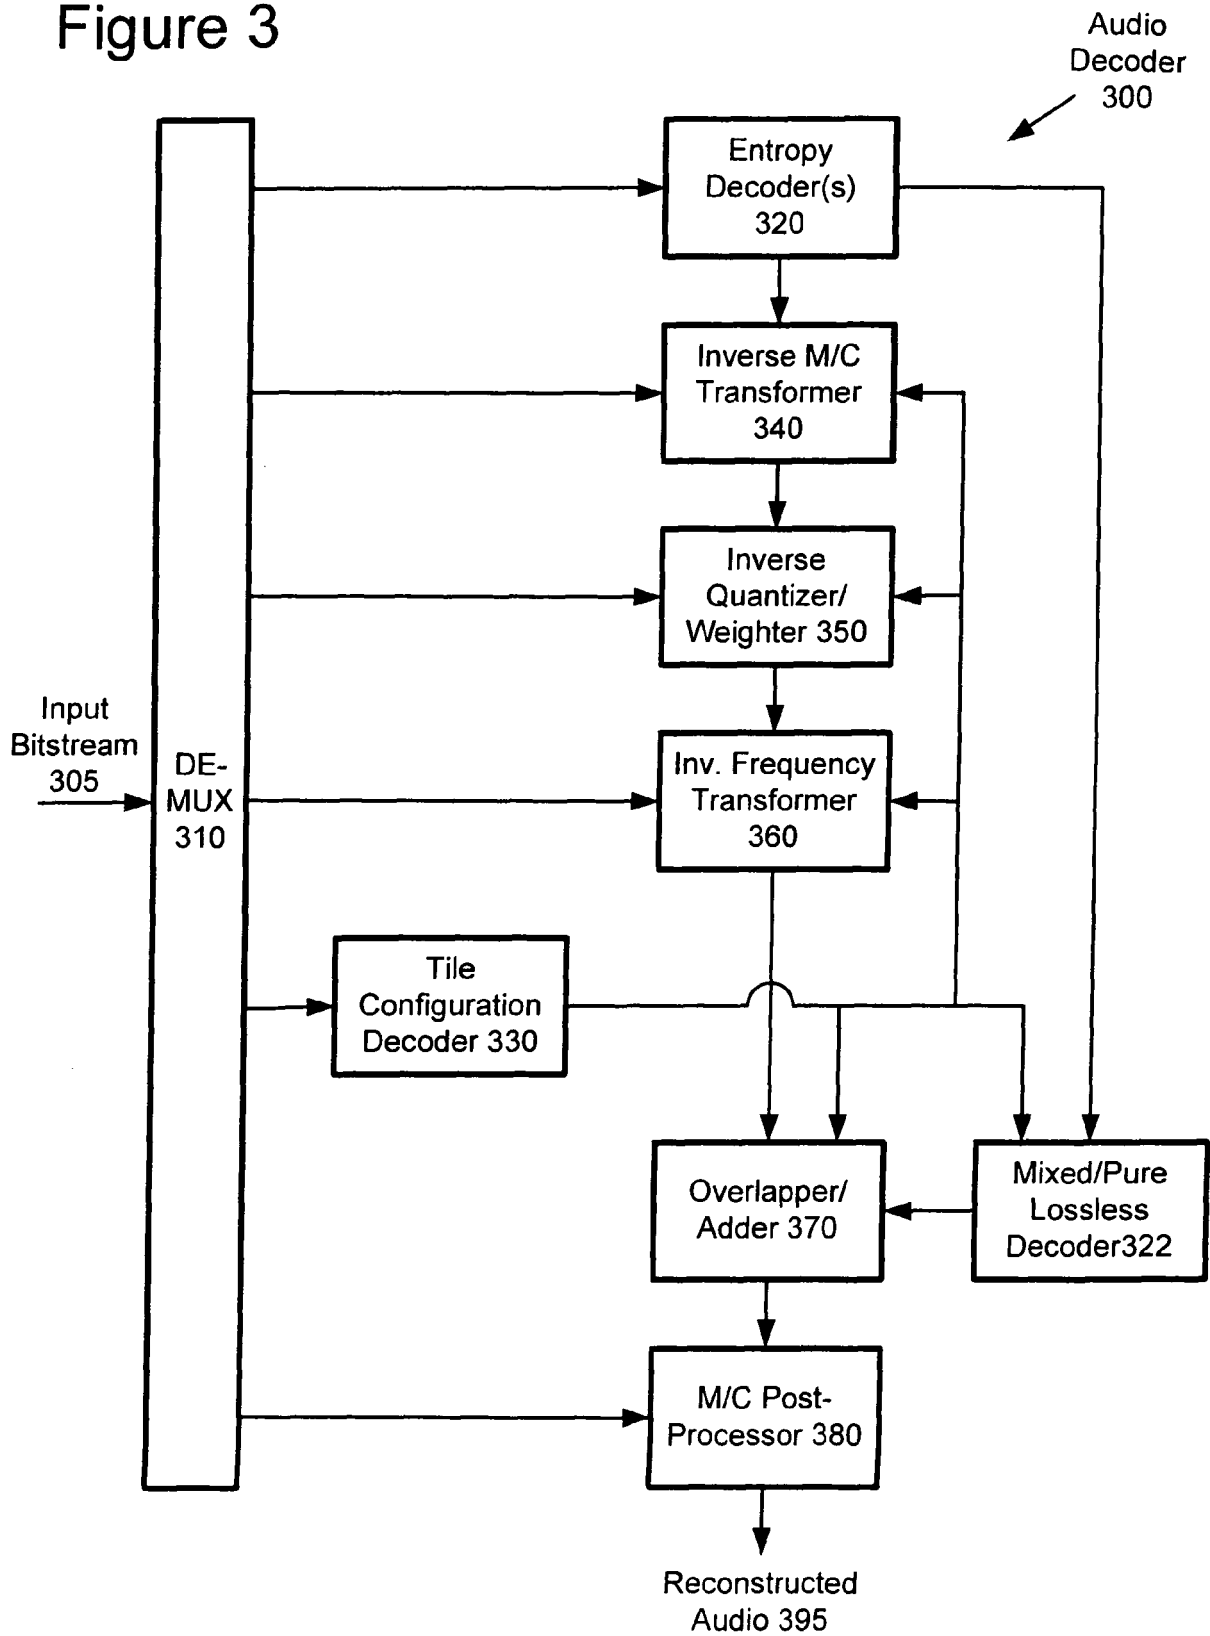 Figure 3
Audio
Decoder
300
Entropy
Decoder(s)
320
Inverse M/C
Transformer
340
Inverse
Quantizer/
Weighter 350
Input
Bitstream
305
DE-
MUX
310
Inv. Frequency
Transformer
360
Tile
Configuration
Decoder 330
Overlapper/
Adder 370
Mixed/Pure
Lossless
Decoder322
M/C Post-
Processor 380
Reconstructed
Audio 395